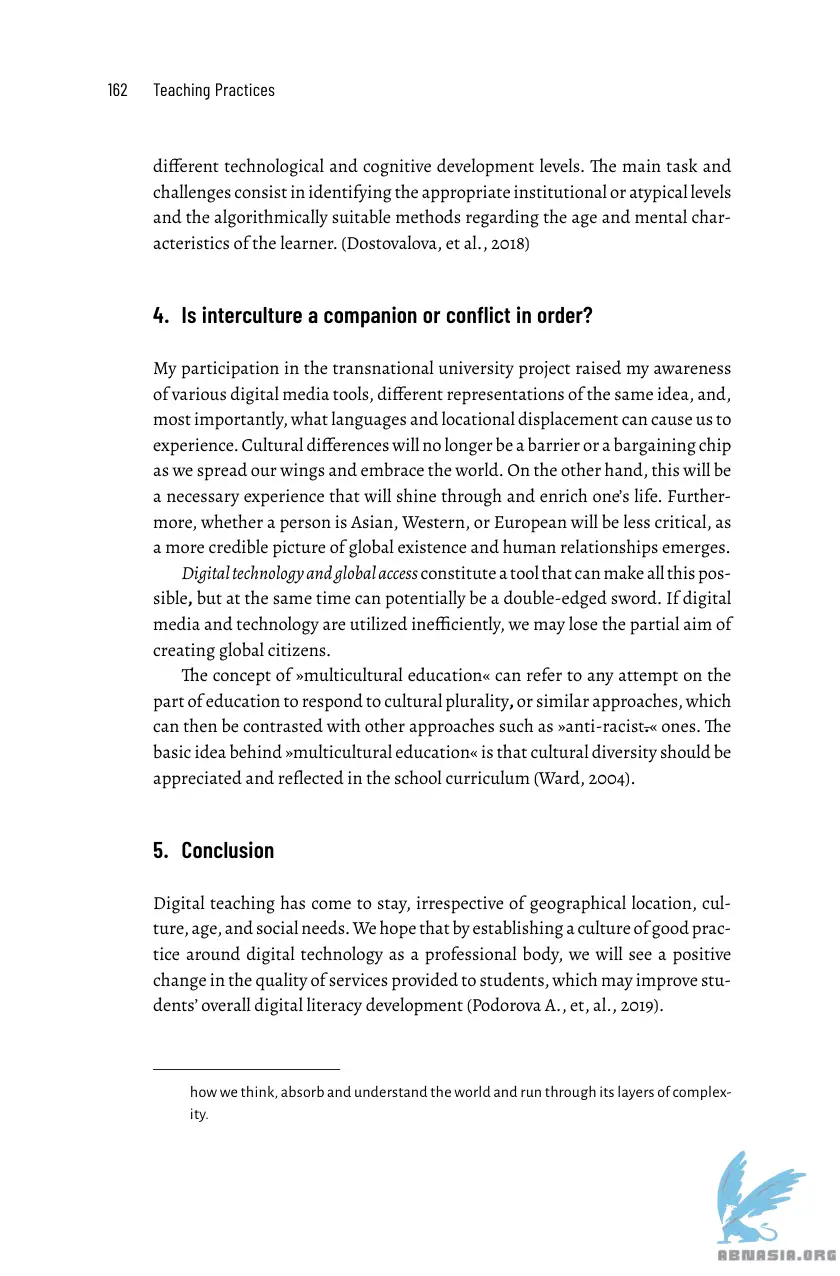 162 Teaching Practices
different technological and cognitive development levels. The main task and
challenges consist in identifying the appropriate institutional or atypical levels
and the algorithmically suitable methods regarding the age and mental char-
acteristics of the learner. (Dostovalova, et al., 2018)
4. Is interculture a companion or conflict in order?
My participation in the transnational university project raised my awareness
of various digital media tools, different representations of the same idea, and,
most importantly, what languages and locational displacement can cause us to
experience. Cultural differences will no longer be a barrier or a bargaining chip
as we spread our wings and embrace the world. On the other hand, this will be
a necessary experience that will shine through and enrich one’s life. Further-
more, whether a person is Asian, Western, or European will be less critical, as
a more credible picture of global existence and human relationships emerges.
Digital technology and global access constitute a tool that can make all this pos-
sible, but at the same time can potentially be a double-edged sword. If digital
media and technology are utilized inefficiently, we may lose the partial aim of
creating global citizens.
The concept of »multicultural education« can refer to any attempt on the
part of education to respond to cultural plurality, or similar approaches, which
can then be contrasted with other approaches such as »anti-racist.« ones. The
basic idea behind »multicultural education« is that cultural diversity should be
appreciated and reflected in the school curriculum (Ward, 2004).
5. Conclusion
Digital teaching has come to stay, irrespective of geographical location, cul-
ture, age, and social needs. We hope that by establishing a culture of good prac-
tice around digital technology as a professional body, we will see a positive
change in the quality of services provided to students, which may improve stu-
dents’ overall digital literacy development (Podorova A., et, al., 2019).
how we think, absorb and understand the world and run through its layers of complex-
ity.
ABNASIA.ORG